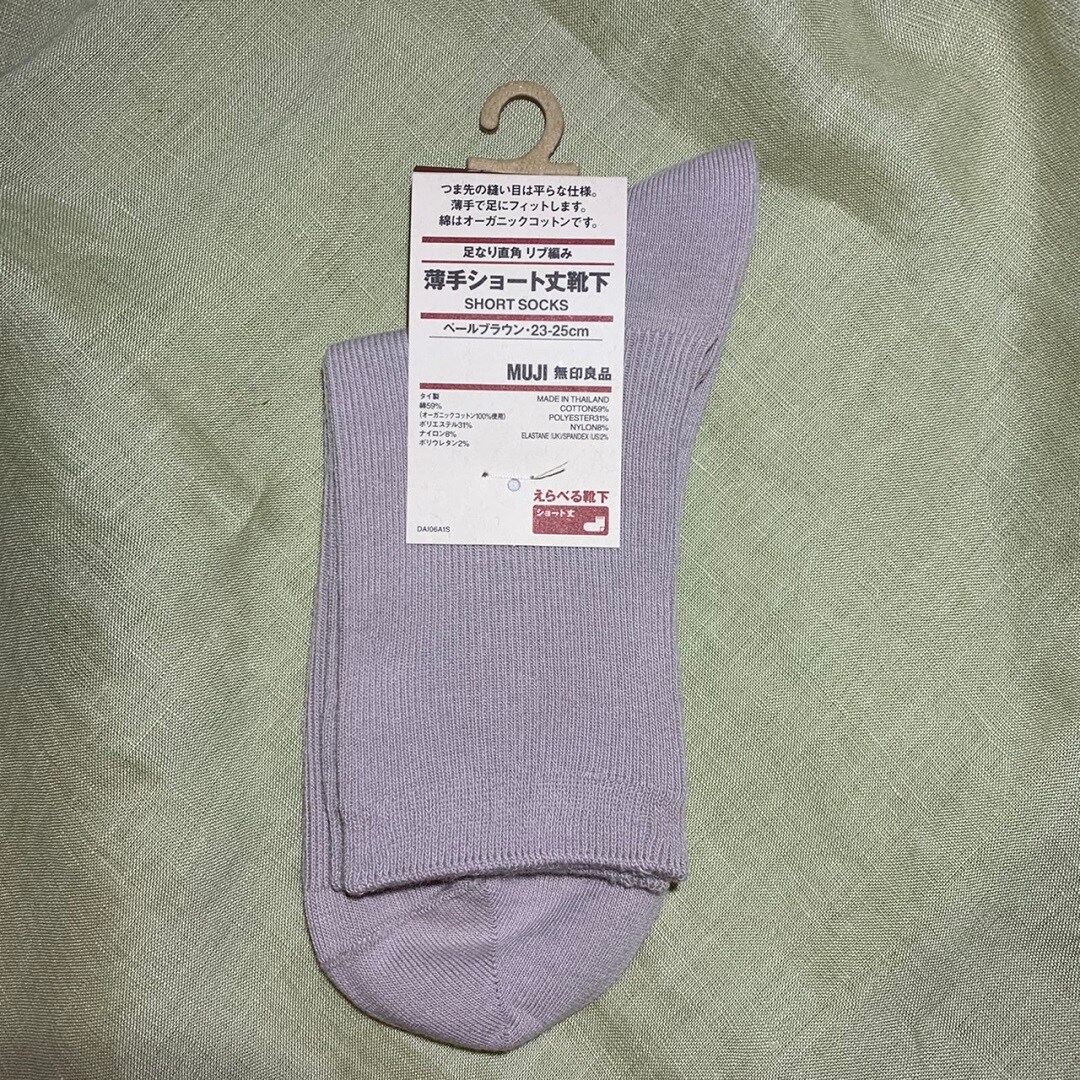 つま先の縫い目は平らな仕様。
薄手で足にフィットします。
綿はオーガニックコットンです。
足なり直角 リブ編み
薄手ショート丈靴下
SHORT SOCKS
ペールブラウン・23-25cm
MUJI 無印良品
タイ製
綿59%
(オーガニックコットン100%使用)
ポリエステル31%
ナイロン8%
ポリウレタン2%
MADE IN THAILAND
COTTON59%
POLYESTER31%
NYLON8%
ELASTANE (UK)/SPANDEX (US)2%
えらべる靴下
ショート丈
DAI06A1S